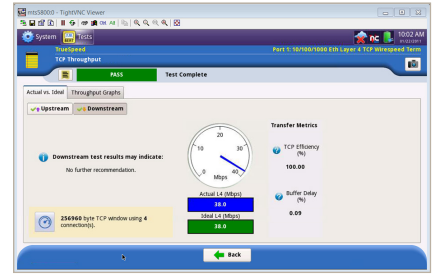 mts5800:0 - TightVNC Viewer
System
Tests
10:02 AM
TrueSpeed
Port 1: 10/100/1000 Eth Layer 4 TCP Wirespeed Term
TCP Throughput
PASS
Test Complete
Actual vs. Ideal
Throughput Graphs
Upstream
Downstream
Downstream test results may indicate:
No further recommendation.
256960 byte TCP window using 4
connection(s).
20
10
30
0
40
Mbps
Actual L4 (Mbps)
38.0
Ideal L4 (Mbps)
38.0
Transfer Metrics
TCP Efficiency
(%)
100.00
Buffer Delay
(%)
0.09
Back